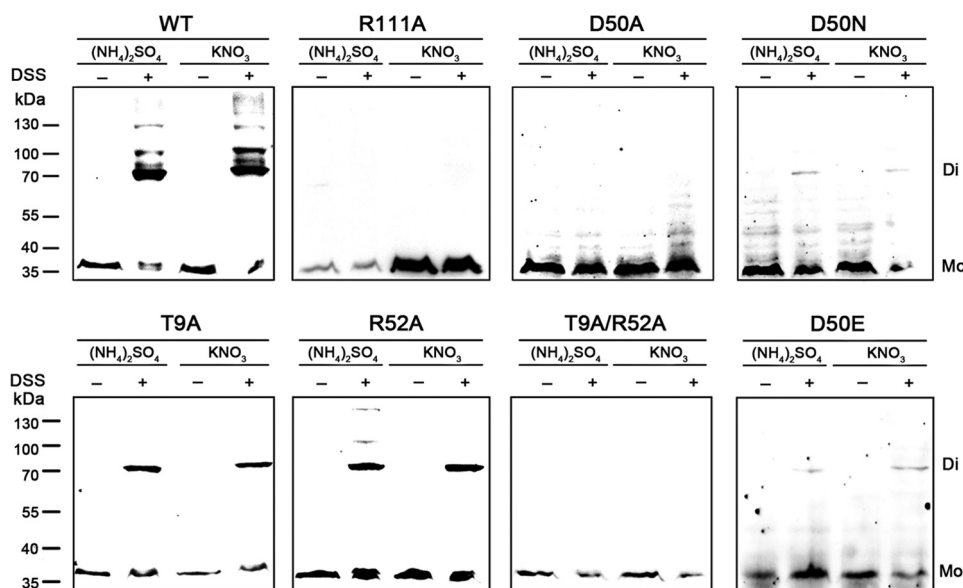 WT R111A D50A D50N
(NH₄)₂SO₄ KNO₃ (NH₄)₂SO₄ KNO₃ (NH₄)₂SO₄ KNO₃ (NH₄)₂SO₄ KNO₃
DSS – + – + – + – + – + – + – + – +
kDa
130
100
70 Di
55
40
35 Mo
T9A R52A T9A/R52A D50E
(NH₄)₂SO₄ KNO₃ (NH₄)₂SO₄ KNO₃ (NH₄)₂SO₄ KNO₃ (NH₄)₂SO₄ KNO₃
DSS – + – + – + – + – + – + – + – +
kDa
130
100
70 Di
55
40
35 Mo